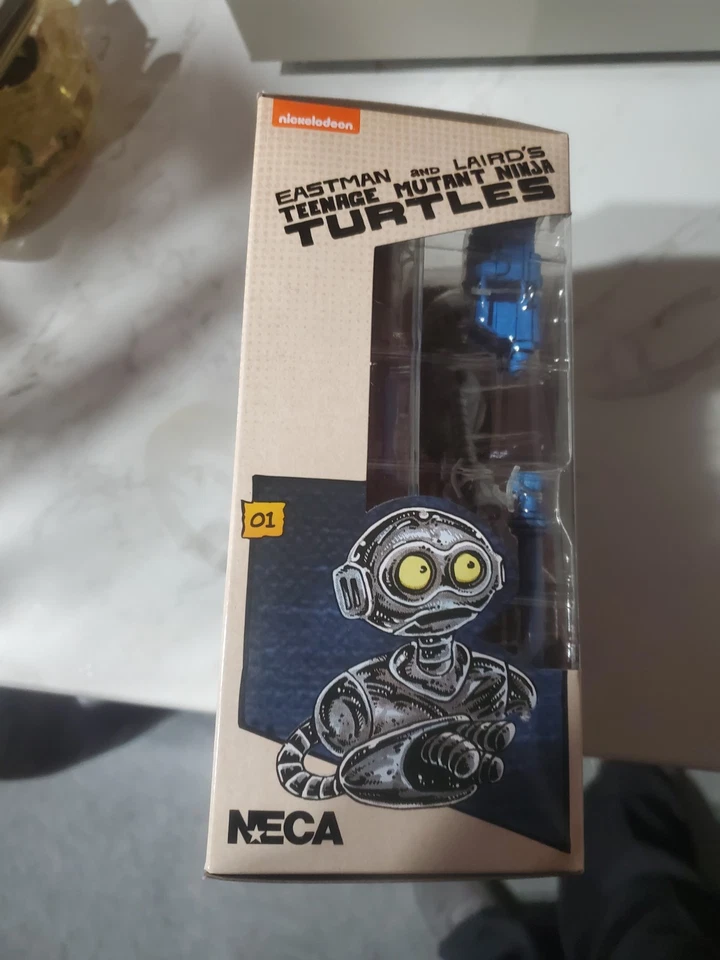 nickelodeon
EASTMAN AND LAIRD'S
TEENAGE MUTANT NINJA
TURTLES
01
NECA